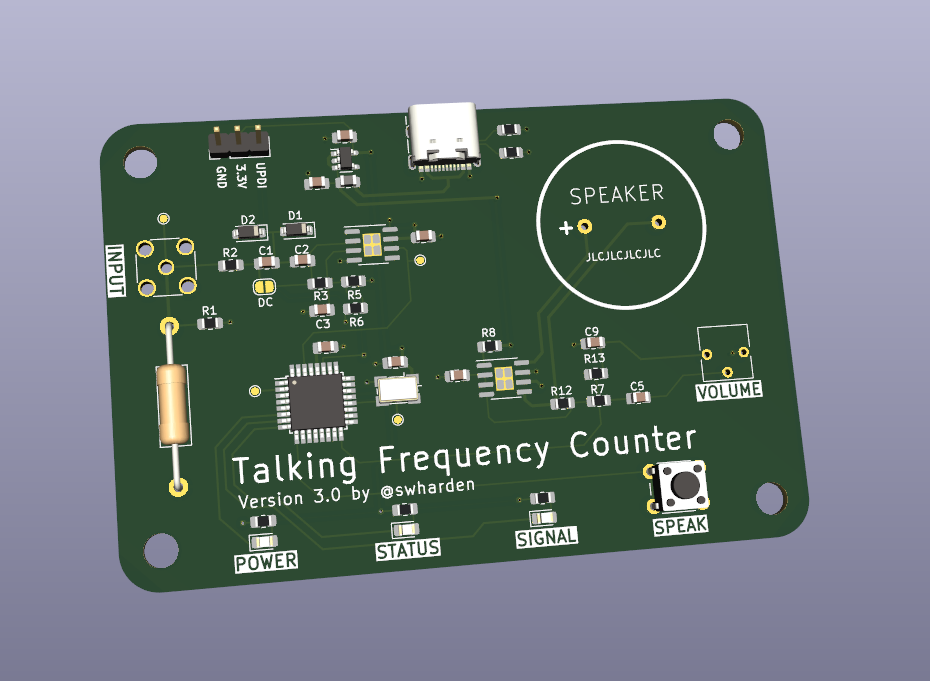 GND
3.3V
UPDI
SPEAKER
+
JLCJLCJLCJLC
D2
D1
INPUT
R2
C1
C2
DC
R3
R5
R1
C3
R6
R8
C9
R13
R12
R7
C5
VOLUME
Talking Frequency Counter
Version 3.0 by @swharden
POWER
STATUS
SIGNAL
SPEAK